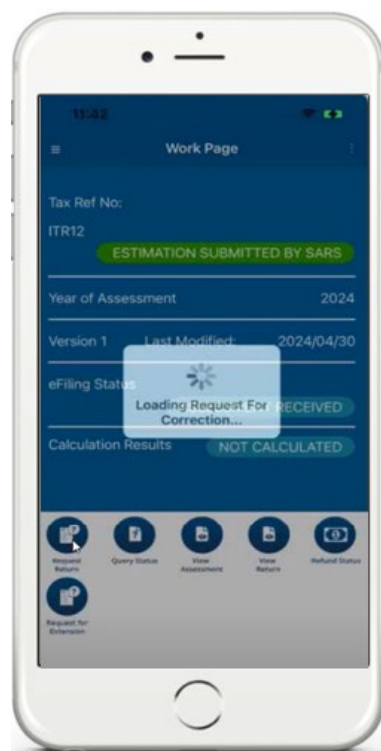 11:42
Work Page
Tax Ref No:
ITR12
ESTIMATION SUBMITTED BY SARS
Year of Assessment 2024
Version 1 Last Modified: 2024/04/30
eFiling Status
RECEIVED
Loading Request For
Correction...
Calculation Results NOT CALCULATED
Request
Return
Query Status
View
Assessment
View
Return
Refund Status
Request for
Extension